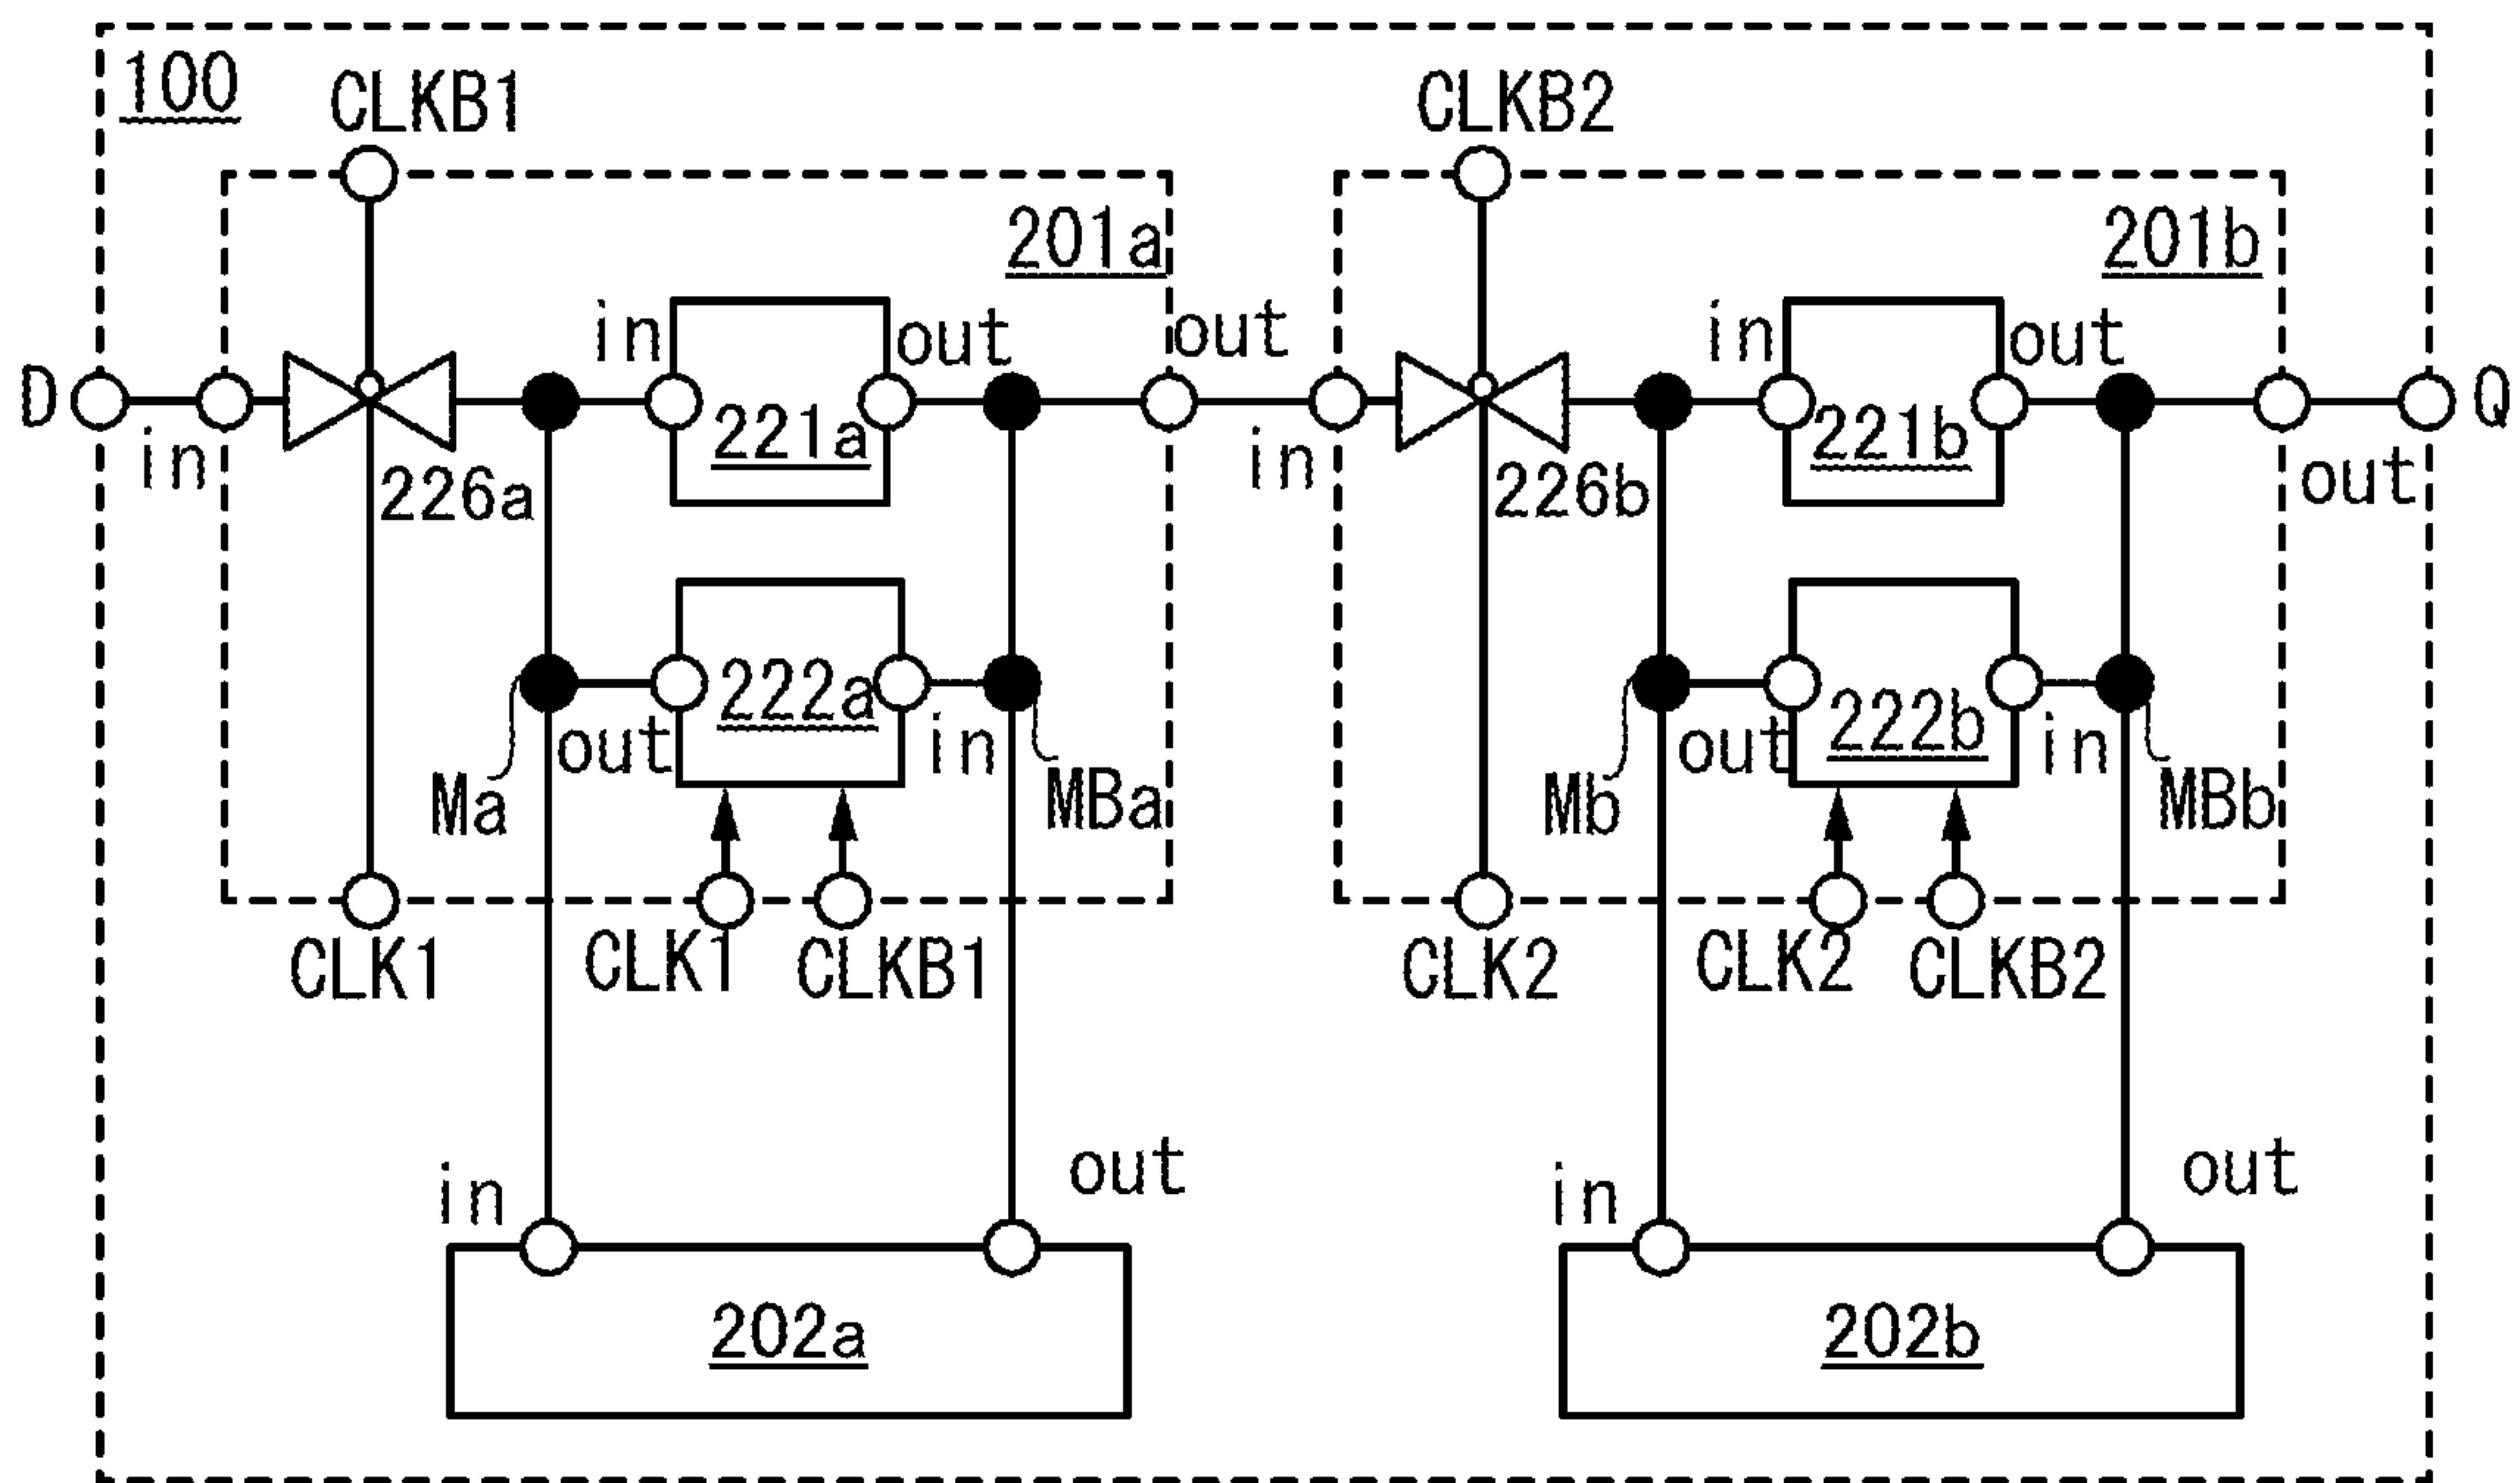 100
CLKB1
CLKB2
201a
201b
in
out
out
in
out
D
Q
221a
221b
in
in
out
226a
226b
222a
222b
out
in
out
in
Ma
MBa
Mb
MBb
CLK1
CLK1
CLKB1
CLK2
CLK2
CLKB2
in
out
in
out
202a
202b